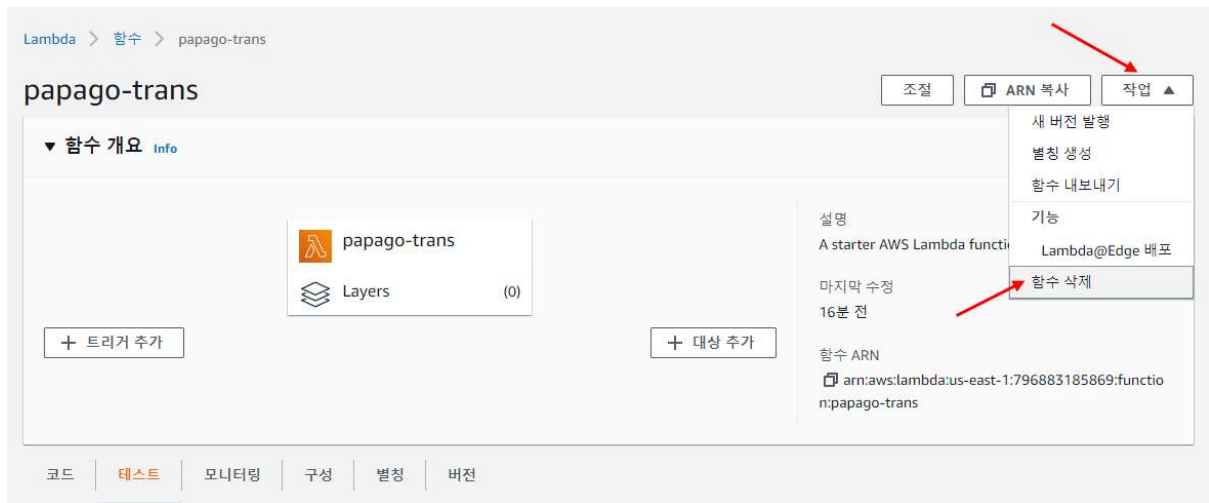 Lambda > 함수 > papago-trans
papago-trans
조절
ARN 복사
작업 ▲
새 버전 발행
별칭 생성
함수 내보내기
기능
Lambda@Edge 배포
함수 삭제
▼ 함수 개요 Info
papago-trans
Layers (0)
+ 트리거 추가
+ 대상 추가
설명
A starter AWS Lambda functi
마지막 수정
16분 전
함수 ARN
arn:aws:lambda:us-east-1:796883185869:functio
n:papago-trans
코드
테스트
모니터링
구성
별칭
버전